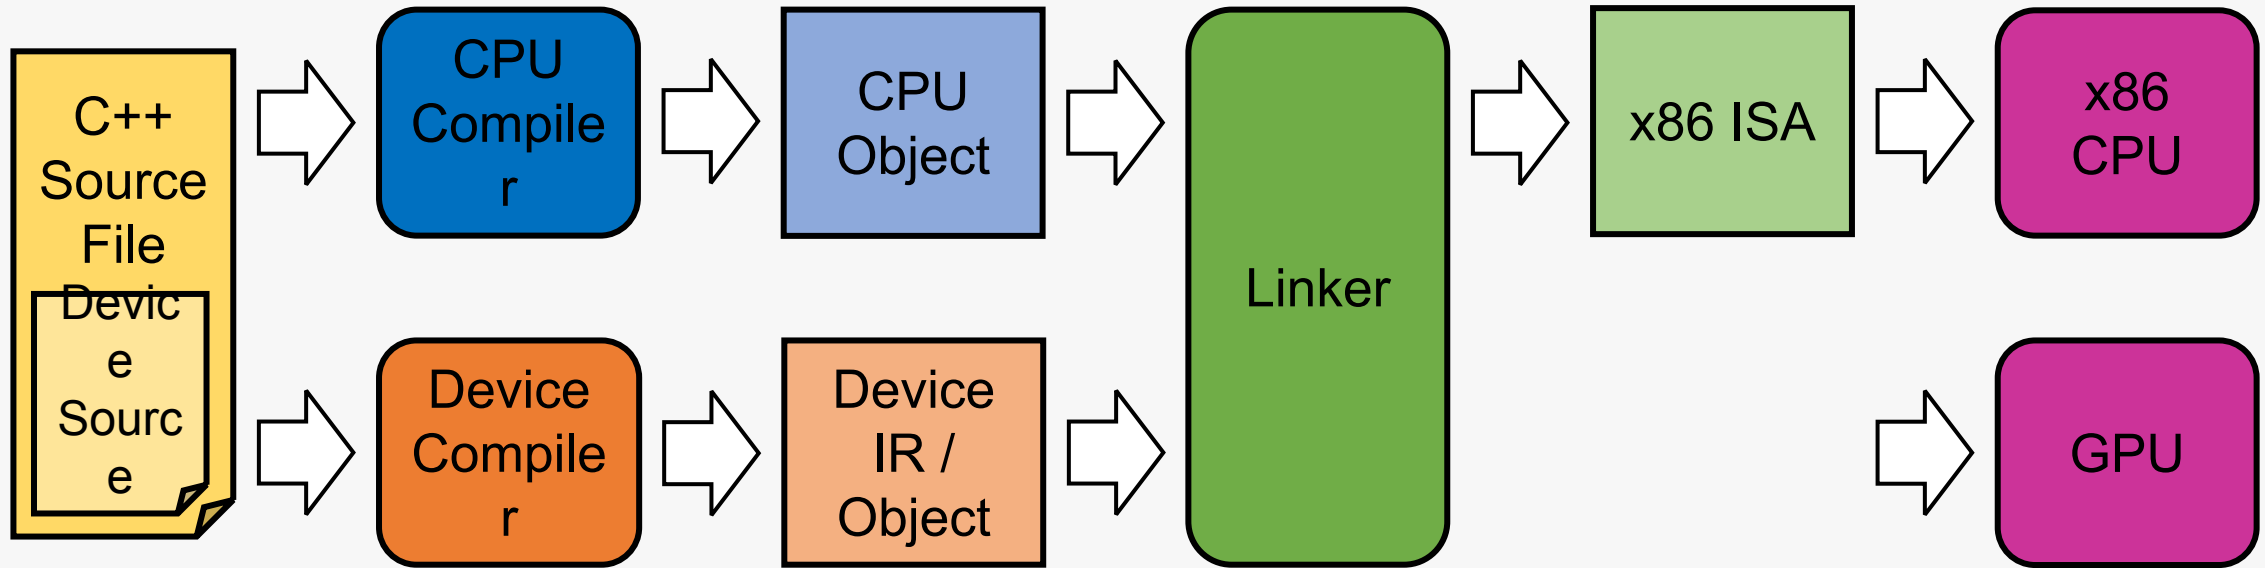 C++
Source
File
Devic
e
Sourc
e
CPU
Compile
r
CPU
Object
Device
Compile
r
Device
IR /
Object
Linker
x86 ISA
x86
CPU
GPU